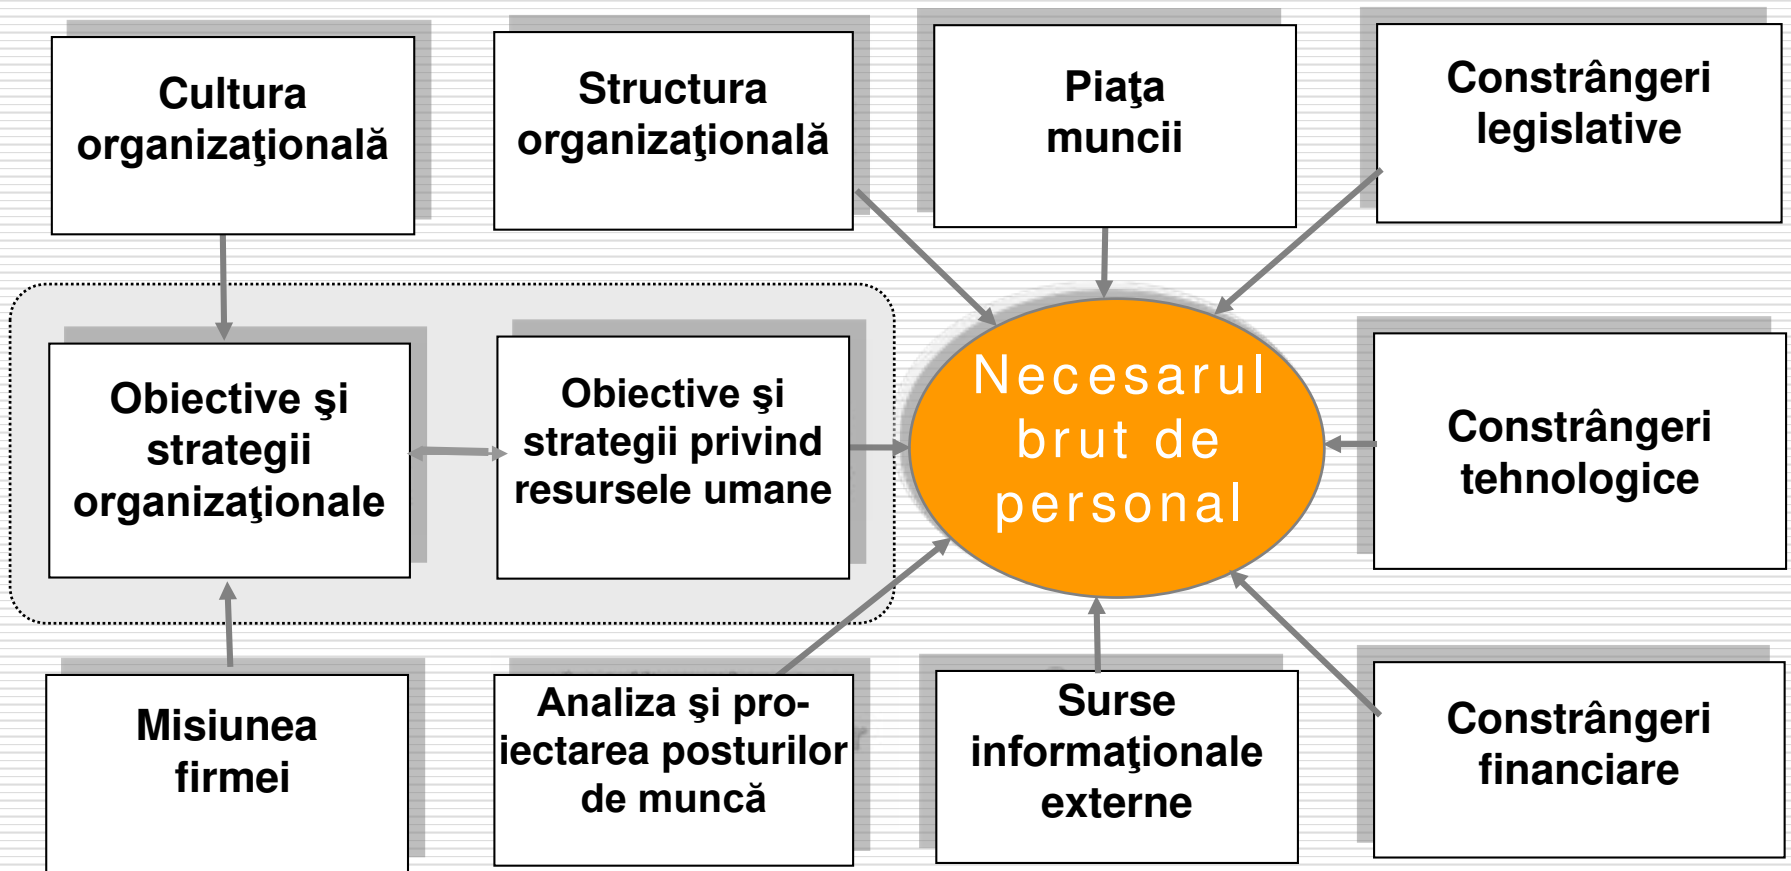 Cultura
organizaţională
Structura
organizaţională
Piaţa
muncii
Constrângeri
legislative
Obiective şi
strategii
organizaţionale
Obiective şi
strategii privind
resursele umane
Necesarul
brut de
personal
Constrângeri
tehnologice
Misiunea
firmei
Analiza şi pro-
iectarea posturilor
de muncă
Surse
informaţionale
externe
Constrângeri
financiare